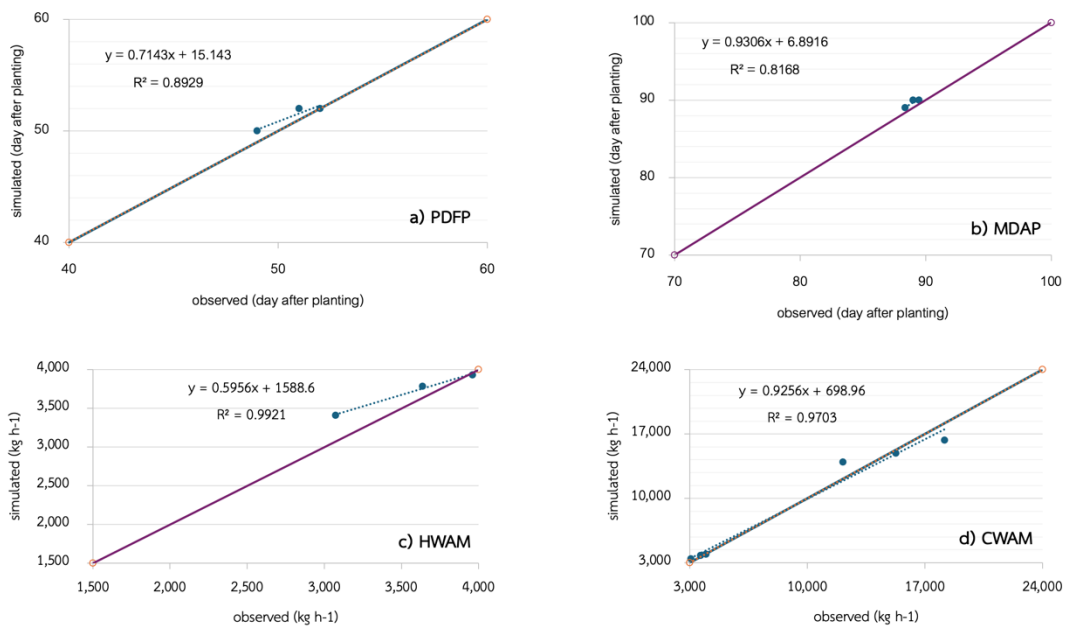 60
y = 0.7143x + 15.143
R² = 0.8929
50
40
simulated (day after planting)
a) PDFP
40 50 60
observed (day after planting)
100
y = 0.9306x + 6.8916
R² = 0.8168
90
80
70
simulated (day after planting)
b) MDAP
70 80 90 100
observed (day after planting)
4,000
y = 0.5956x + 1588.6
R² = 0.9921
3,500
3,000
2,500
2,000
1,500
simulated (kg h-1)
c) HWAM
1,500 2,000 2,500 3,000 3,500 4,000
observed (kg h-1)
24,000
y = 0.9256x + 698.96
R² = 0.9703
17,000
10,000
3,000
simulated (kg h-1)
d) CWAM
3,000 10,000 17,000 24,000
observed (kg h-1)